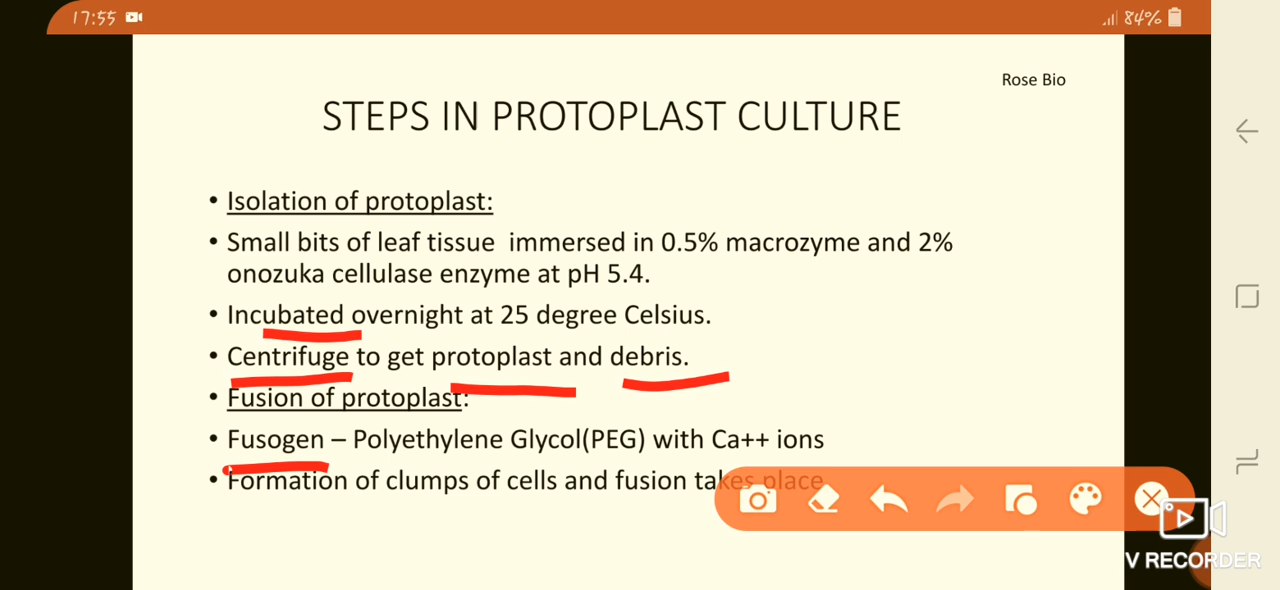 17:55
84%
Rose Bio
STEPS IN PROTOPLAST CULTURE
• Isolation of protoplast:
• Small bits of leaf tissue immersed in 0.5% macrozyme and 2%
onozuka cellulase enzyme at pH 5.4.
• Incubated overnight at 25 degree Celsius.
• Centrifuge to get protoplast and debris.
• Fusion of protoplast:
• Fusogen – Polyethylene Glycol(PEG) with Ca++ ions
• Formation of clumps of cells and fusion takes place
V RECORDER